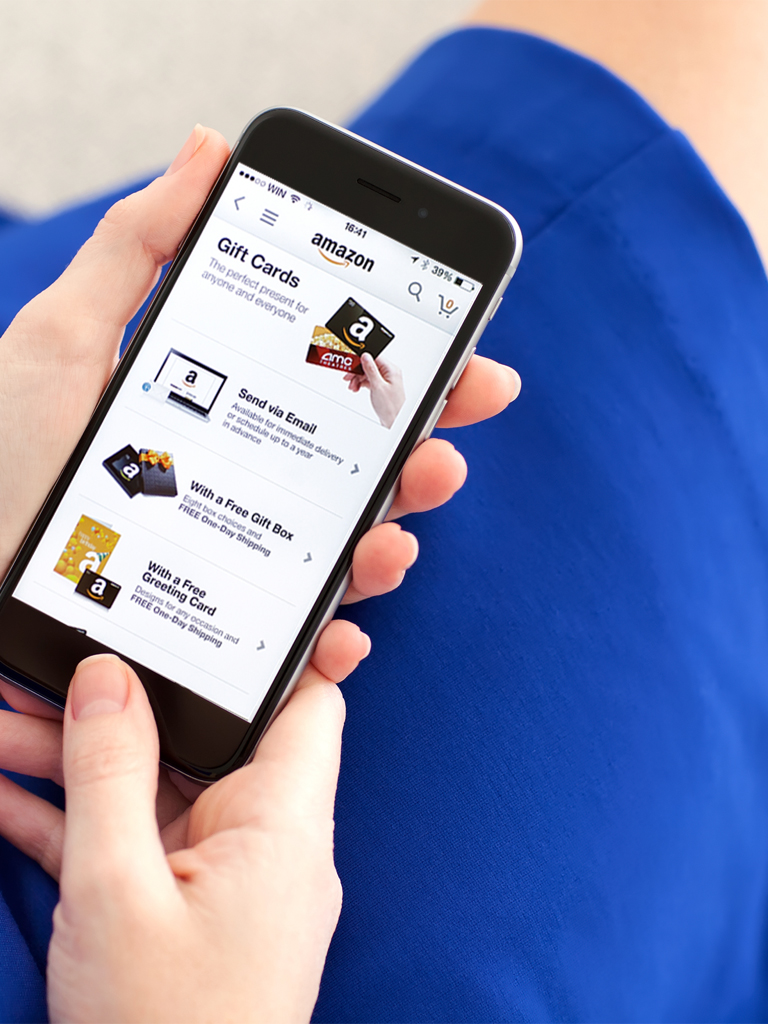 WIN
16:41
39%
amazon
0
Gift Cards
The perfect present for
anyone and everyone
a
amc
THEATRES
a
Send via Email
Available for immediate delivery
or schedule up to a year
in advance
a
With a Free Gift Box
Eight box choices and
FREE One-Day Shipping
a
a
With a Free
Greeting Card
Designs for any occasion and
FREE One-Day Shipping